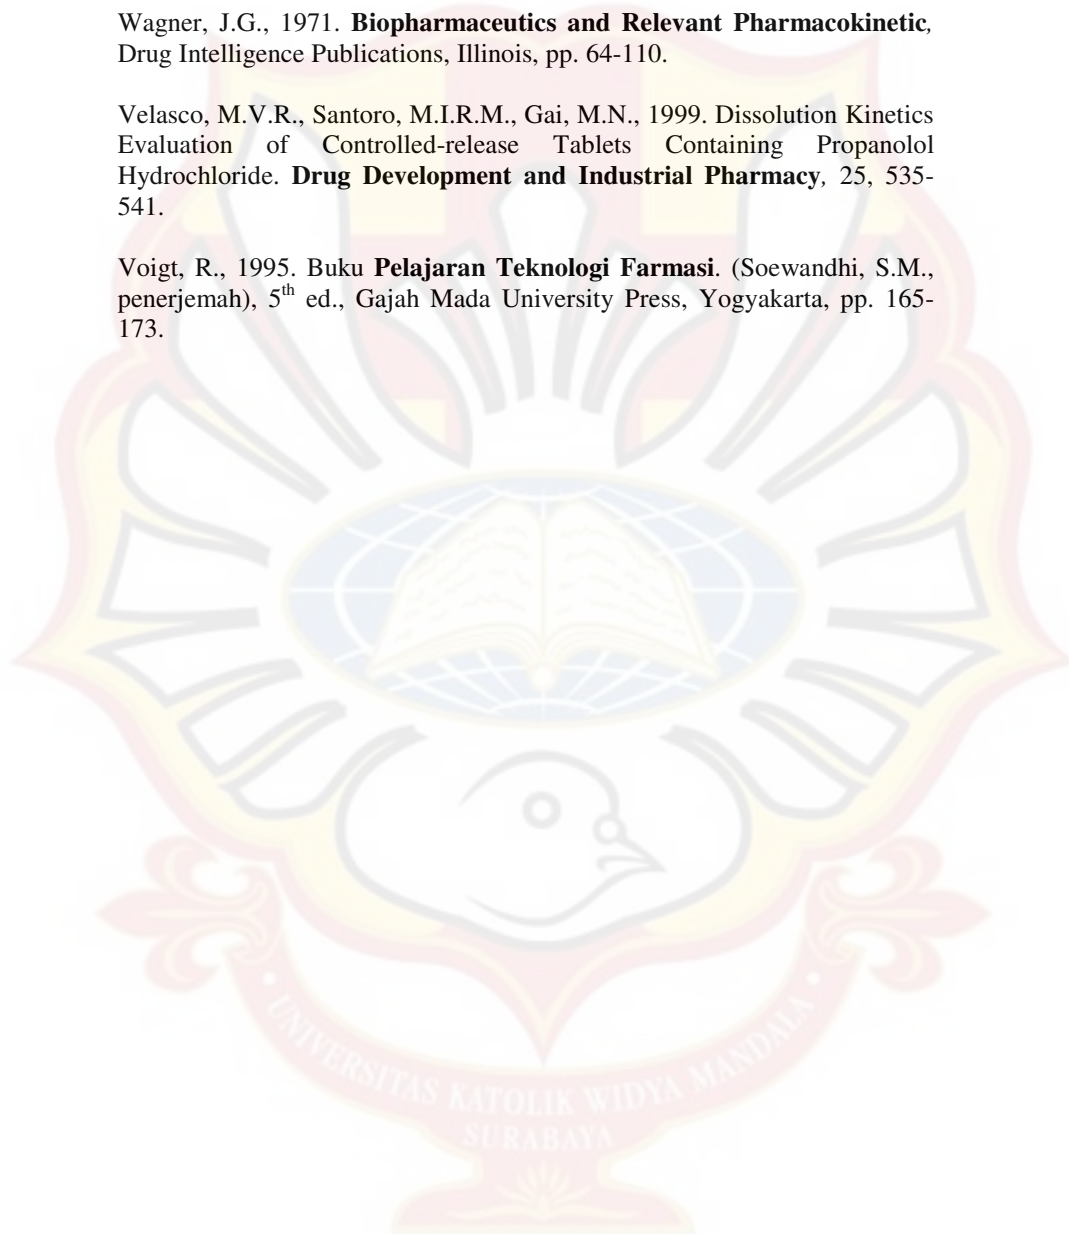 Wagner, J.G., 1971. Biopharmaceutics and Relevant Pharmacokinetic,
Drug Intelligence Publications, Illinois, pp. 64-110.
Velasco, M.V.R., Santoro, M.I.R.M., Gai, M.N., 1999. Dissolution Kinetics
Evaluation of Controlled-release Tablets Containing Propanolol
Hydrochloride. Drug Development and Industrial Pharmacy, 25, 535-
541.
Voigt, R., 1995. Buku Pelajaran Teknologi Farmasi. (Soewandhi, S.M.,
penerjemah), 5th ed., Gajah Mada University Press, Yogyakarta, pp. 165-
173.
UNIVERSITAS KATOLIK WIDYA MANDALA
SURABAYA